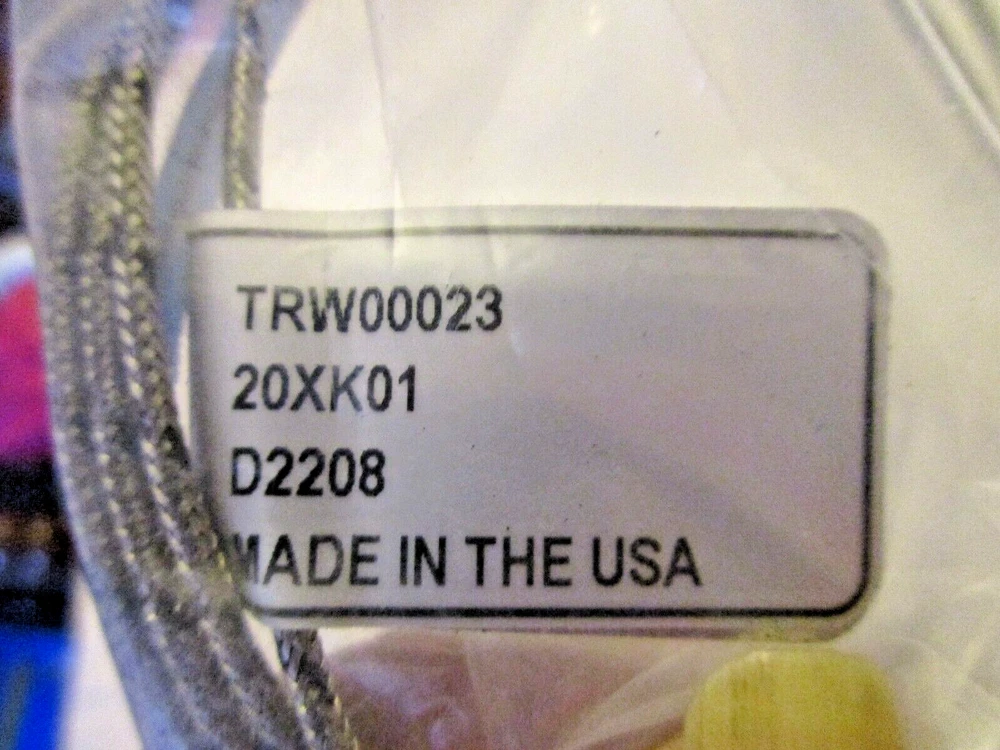 TRW00023
20XK01
D2208
MADE IN THE USA